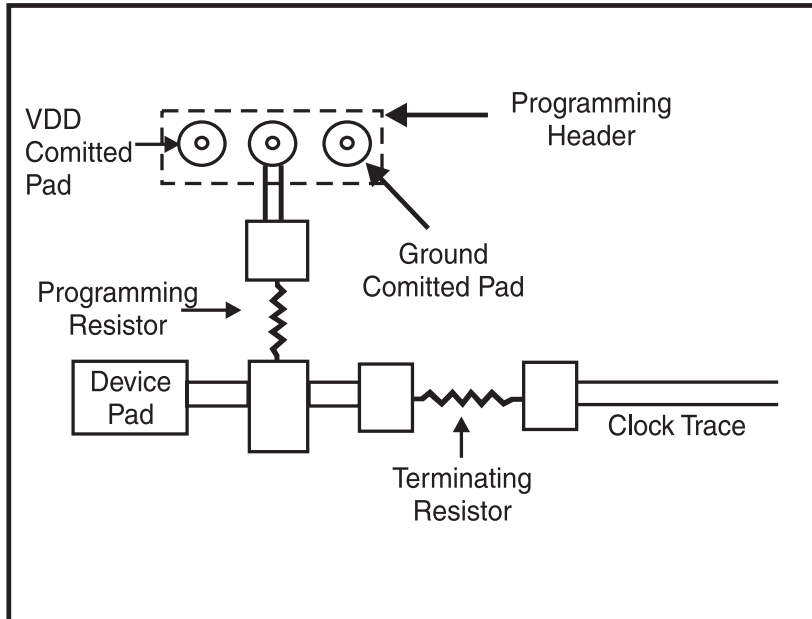 VDD
Comitted
Pad
Programming
Header
Ground
Comitted Pad
Programming
Resistor
Device
Pad
Clock Trace
Terminating
Resistor